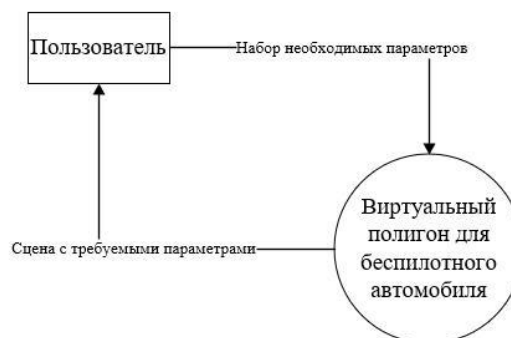 Пользователь
Набор необходимых параметров
Виртуальный
полигон для
беспилотного
автомобиля
Сцена с требуемыми параметрами